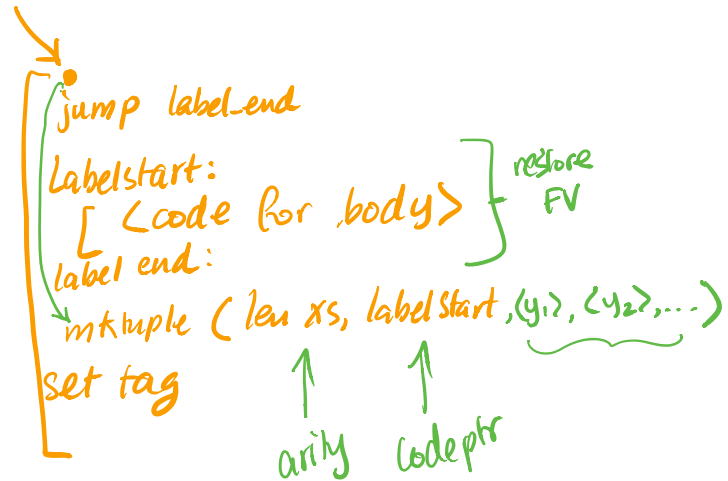 jump label_end
Labelstart:
<code for body>
restore
FV
label end:
mktuple (len xs, labelstart, <y1>, <y2>, ...)
set tag
arity
codeptr